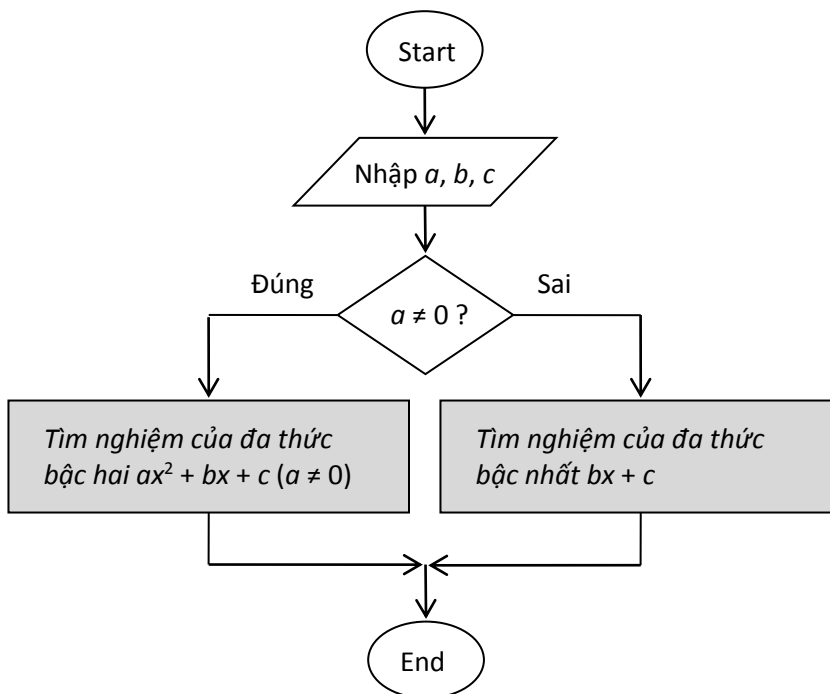 Start
Nhập a, b, c
Đúng
Sai
a ≠ 0 ?
Tìm nghiệm của đa thức
bậc hai ax² + bx + c (a ≠ 0)
Tìm nghiệm của đa thức
bậc nhất bx + c
End